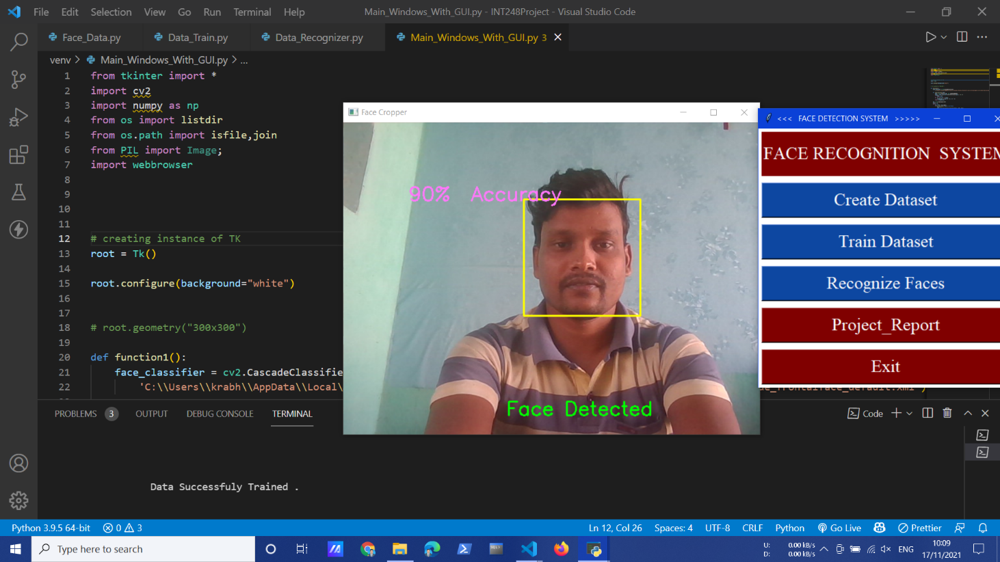 File Edit Selection View Go Run Terminal Help
Main_Windows_With_GUI.py - INT248Project - Visual Studio Code
Face_Data.py Data_Train.py Data_Recognizer.py Main_Windows_With_GUI.py 3
venv > Main_Windows_With_GUI.py > ...
1 from tkinter import *
2 import cv2
3 import numpy as np
4 from os import listdir
5 from os.path import isfile,join
6 from PIL import Image;
7 import webbrowser
8
9
10
11
12 # creating instance of TK
13 root = Tk()
14
15 root.configure(background="white")
16
17
18 # root.geometry("300x300")
19
20 def function1():
21 face_classifier = cv2.CascadeClassifie
22 'C:\\Users\\krabh\\AppData\\Local\
Face Cropper
90% Accuracy
Face Detected
<<< FACE DETECTION SYSTEM >>>>>
FACE RECOGNITION SYSTEM
Create Dataset
Train Dataset
Recognize Faces
Project_Report
Exit
PROBLEMS 3 OUTPUT DEBUG CONSOLE TERMINAL
Code
Data Successfuly Trained .
Python 3.9.5 64-bit 0 3
Ln 12, Col 26 Spaces: 4 UTF-8 CRLF Python Go Live Prettier
Type here to search
U: 0.00 kB/s
D: 0.00 kB/s
ENG
10:09
17/11/2021